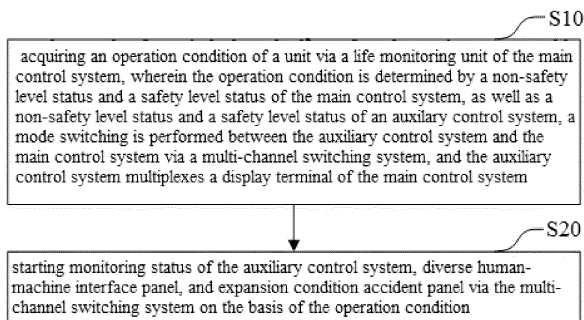 S10
acquiring an operation condition of a unit via a life monitoring unit of the main
control system, wherein the operation condition is determined by a non-safety
level status and a safety level status of the main control system, as well as a
non-safety level status and a safety level status of an auxilary control system, a
mode switching is performed between the auxiliary control system and the
main control system via a multi-channel switching system, and the auxiliary
control system multiplexes a display terminal of the main control system
S20
starting monitoring status of the auxiliary control system, diverse human-
machine interface panel, and expansion condition accident panel via the multi-
channel switching system on the basis of the operation condition